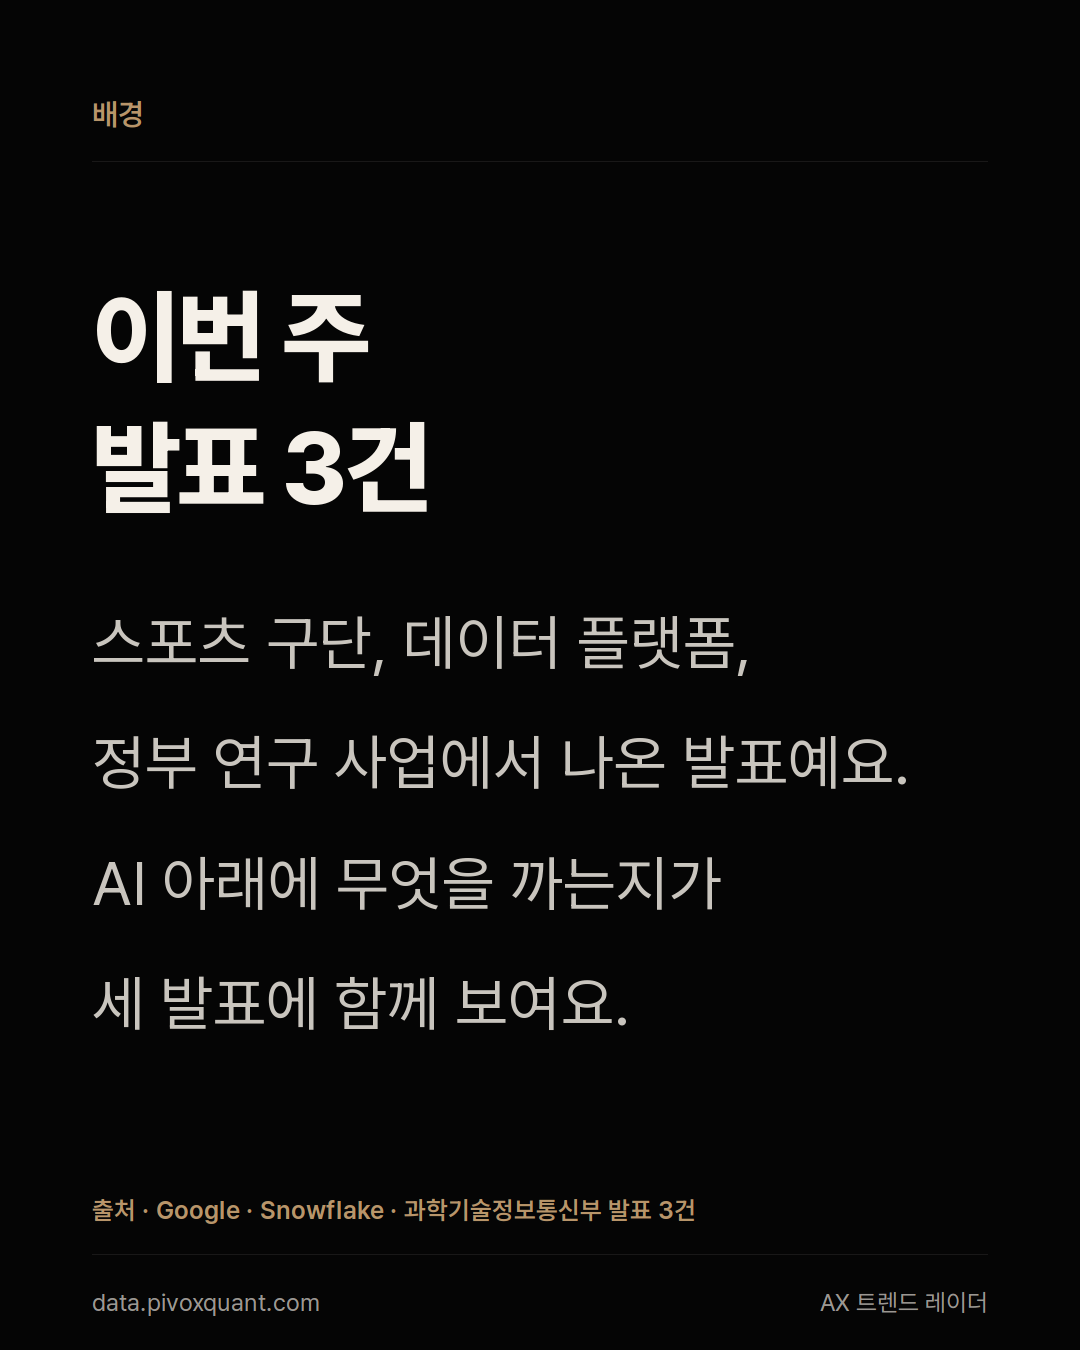 배경
이번 주
발표 3건
스포츠 구단, 데이터 플랫폼,
정부 연구 사업에서 나온 발표예요.
AI 아래에 무엇을 까는지가
세 발표에 함께 보여요.
출처 · Google · Snowflake · 과학기술정보통신부 발표 3건
data.pivoxquant.com
AX 트렌드 레이더